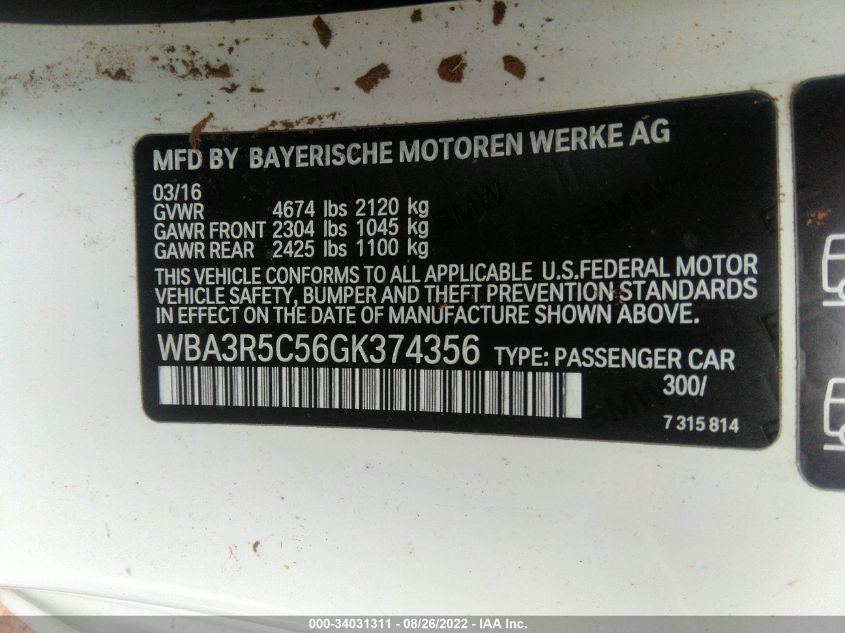 MFD BY BAYERISCHE MOTOREN WERKE AG
03/16
GVWR 4674 lbs 2120 kg
GAWR FRONT 2304 lbs 1045 kg
GAWR REAR 2425 lbs 1100 kg
THIS VEHICLE CONFORMS TO ALL APPLICABLE U.S.FEDERAL MOTOR
VEHICLE SAFETY, BUMPER AND THEFT PREVENTION STANDARDS
IN EFFECT ON THE DATE OF MANUFACTURE SHOWN ABOVE.
WBA3R5C56GK374356 TYPE: PASSENGER CAR
300/
7 315 814
000-34031311 - 08/26/2022 - IAA Inc.